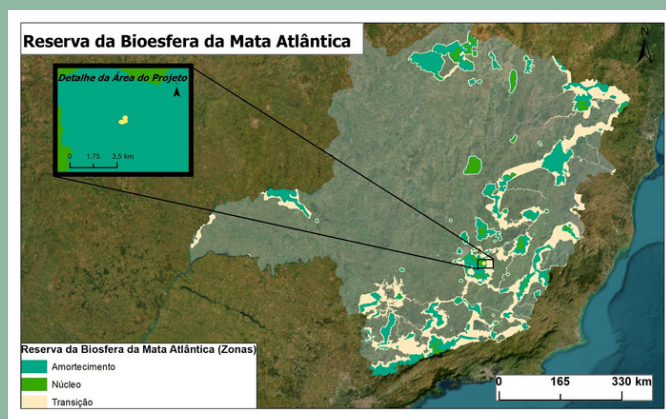 Reserva da Bioesfera da Mata Atlântica
Detalhe da Área do Projeto
0 1,75 3,5 km
N
Reserva da Biosfera da Mata Atlântica (Zonas)
Amortecimento
Núcleo
Transição
0 165 330 km